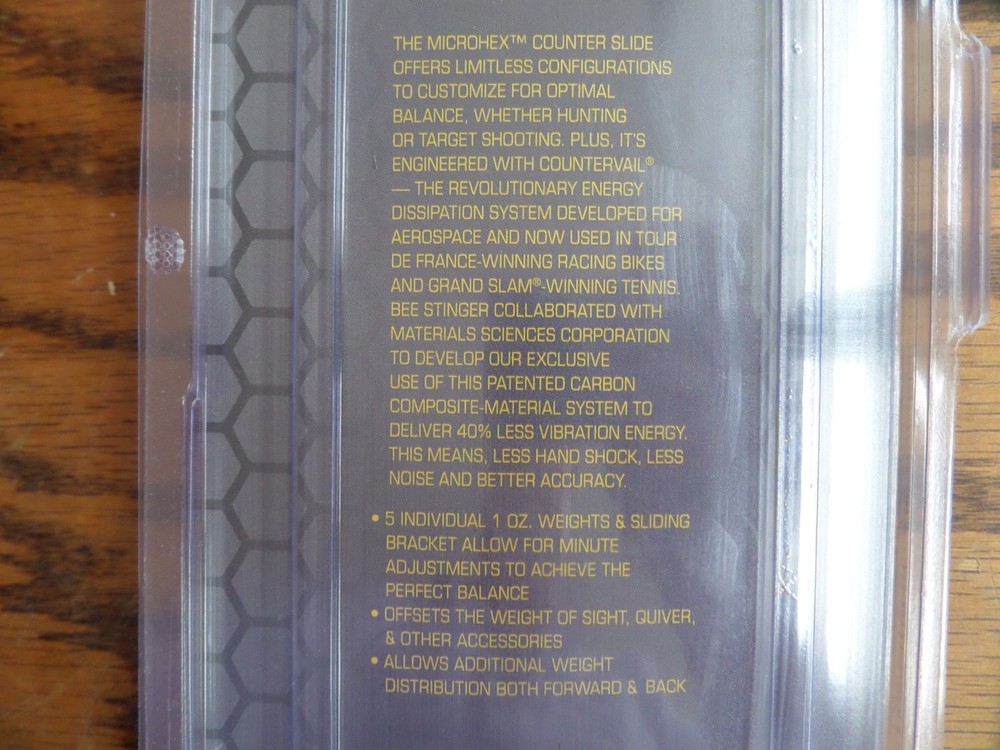 THE MICROHEX™ COUNTER SLIDE
OFFERS LIMITLESS CONFIGURATIONS
TO CUSTOMIZE FOR OPTIMAL
BALANCE, WHETHER HUNTING
OR TARGET SHOOTING. PLUS, IT'S
ENGINEERED WITH COUNTERVAIL®
— THE REVOLUTIONARY ENERGY
DISSIPATION SYSTEM DEVELOPED FOR
AEROSPACE AND NOW USED IN TOUR
DE FRANCE-WINNING RACING BIKES
AND GRAND SLAM®-WINNING TENNIS.
BEE STINGER COLLABORATED WITH
MATERIALS SCIENCES CORPORATION
TO DEVELOP OUR EXCLUSIVE
USE OF THIS PATENTED CARBON
COMPOSITE-MATERIAL SYSTEM TO
DELIVER 40% LESS VIBRATION ENERGY.
THIS MEANS, LESS HAND SHOCK, LESS
NOISE AND BETTER ACCURACY.
• 5 INDIVIDUAL 1 OZ. WEIGHTS & SLIDING
BRACKET ALLOW FOR MINUTE
ADJUSTMENTS TO ACHIEVE THE
PERFECT BALANCE
• OFFSETS THE WEIGHT OF SIGHT, QUIVER,
& OTHER ACCESSORIES
• ALLOWS ADDITIONAL WEIGHT
DISTRIBUTION BOTH FORWARD & BACK